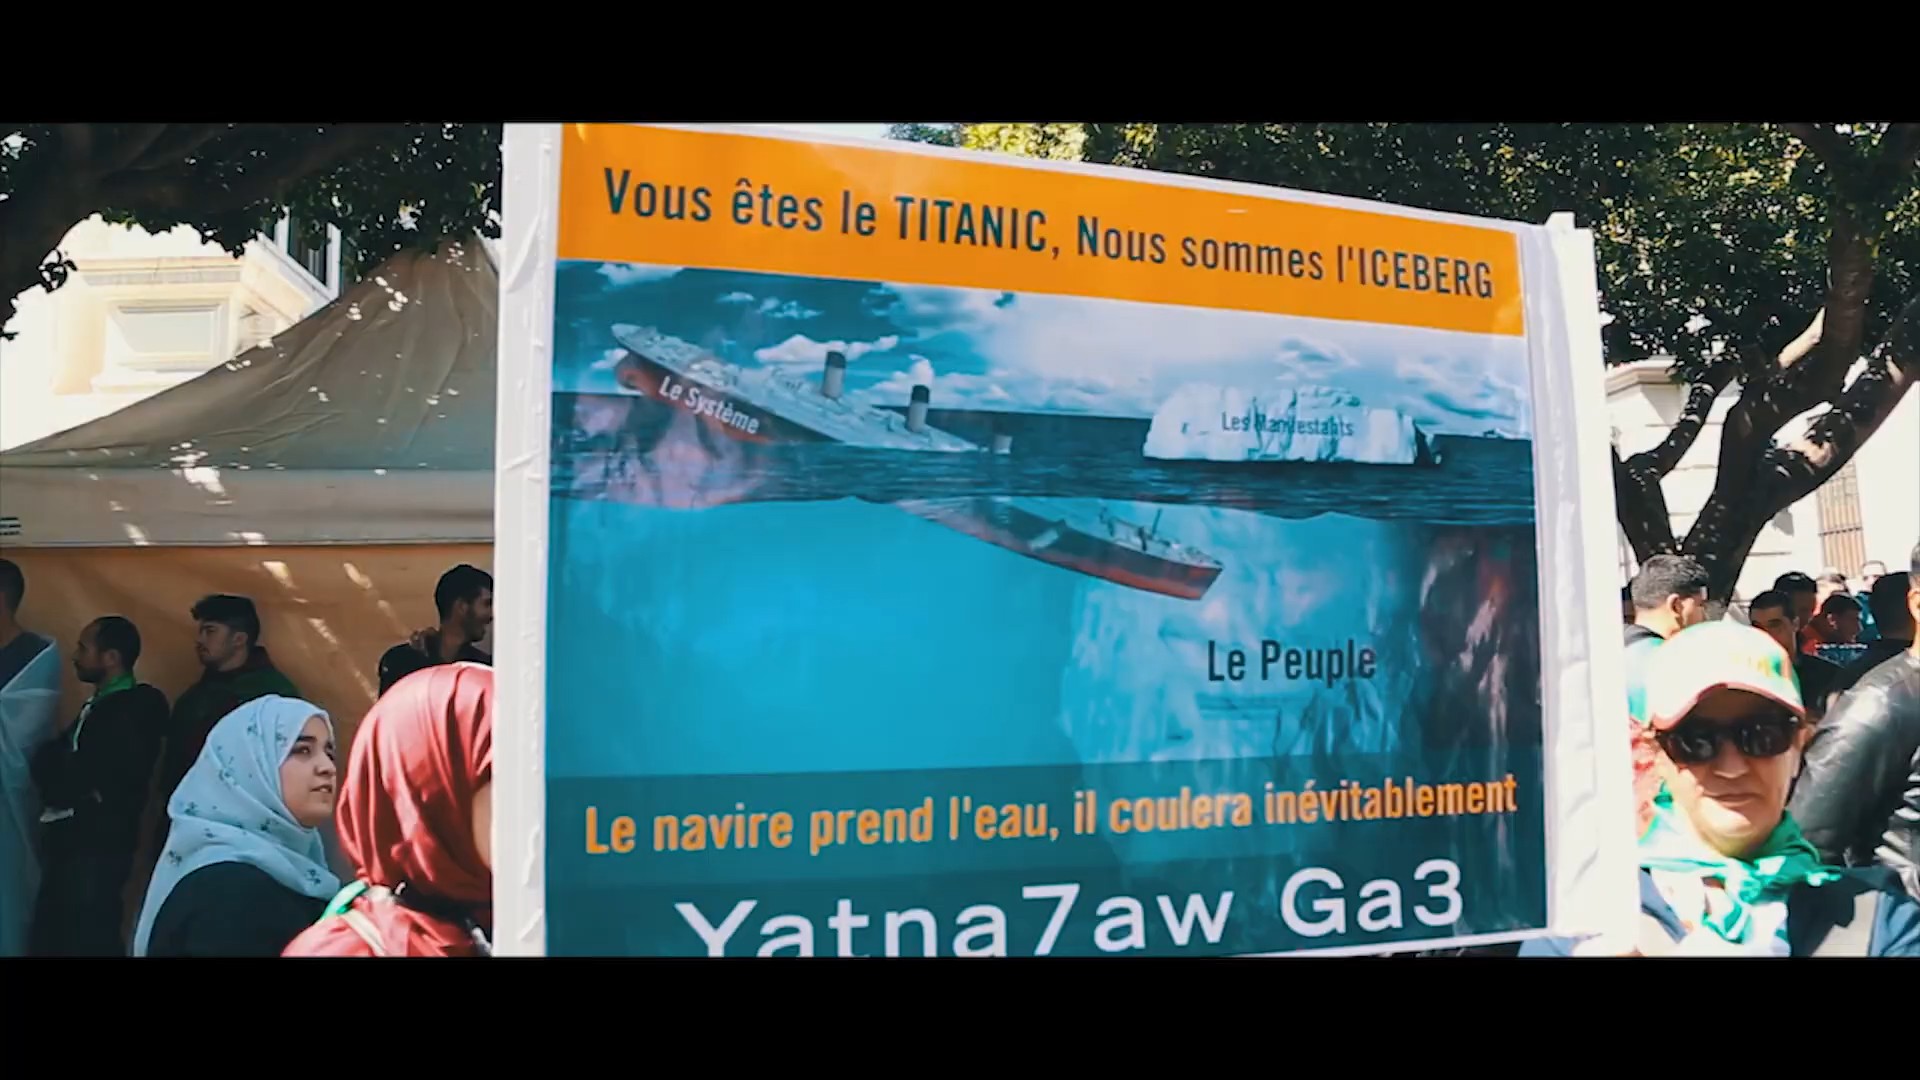 Vous êtes le TITANIC, Nous sommes l'ICEBERG
Le Système
Les Manifestants
Le Peuple
Le navire prend l'eau, il coulera inévitablement
Yatna7aw Ga3